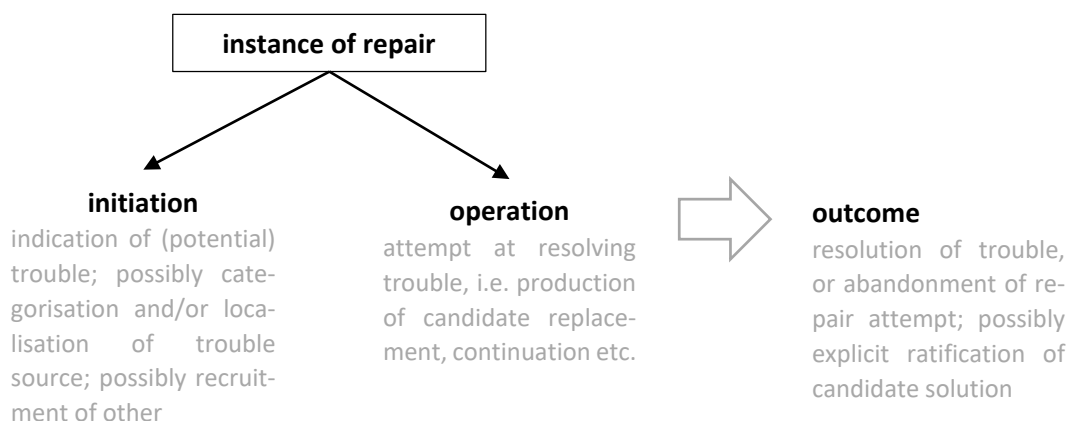 instance of repair
initiation
indication of (potential)
trouble; possibly cate-
gorisation and/or loca-
lisation of trouble
source; possibly recruit-
ment of other
operation
attempt at resolving
trouble, i.e. production
of candidate replace-
ment, continuation etc.
outcome
resolution of trouble,
or abandonment of re-
pair attempt; possibly
explicit ratification of
candidate solution